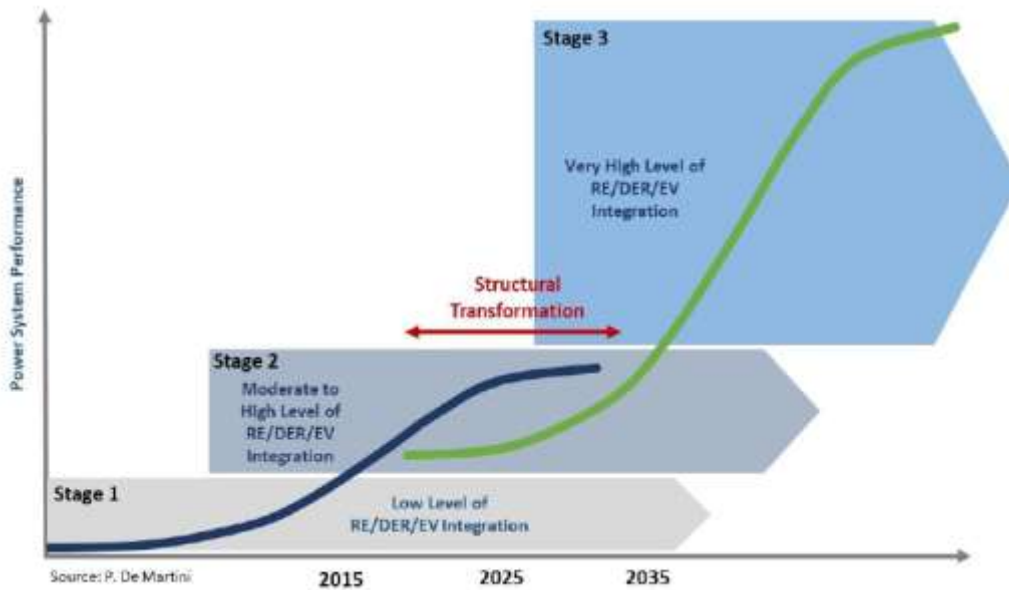 Power System Performance
Stage 3
Very High Level of
RE/DER/EV
Integration
Structural
Transformation
Stage 2
Moderate to
High Level of
RE/DER/EV
Integration
Stage 1
Low Level of
RE/DER/EV Integration
Source: P. De Martini
2015
2025
2035